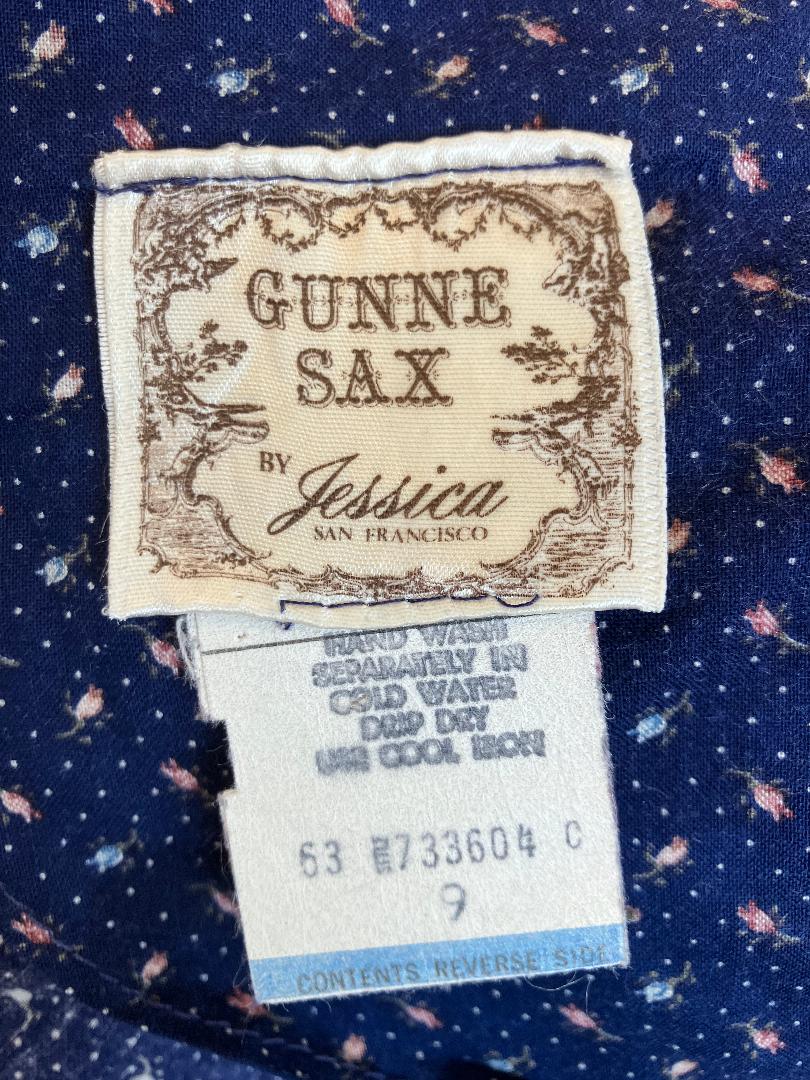 GUNNE
SAX
BY Jessica
SAN FRANCISCO
HAND WASH
SEPARATELY IN
COLD WATER
DRIP DRY
USE COOL IRON
63 733604 C
9
CONTENTS REVERSE SIDE